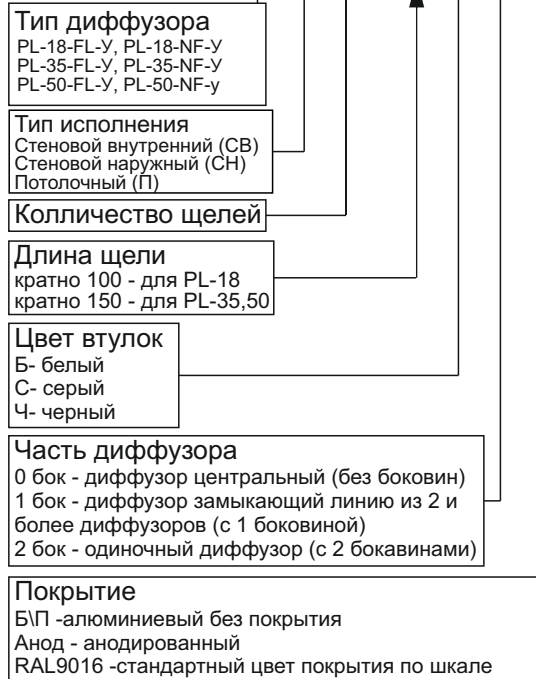 Тип диффузора
PL-18-FL-У, PL-18-NF-У
PL-35-FL-У, PL-35-NF-У
PL-50-FL-У, PL-50-NF-у
Тип исполнения
Стеновой внутренний (СВ)
Стеновой наружный (СН)
Потолочный (П)
Колличество щелей
Длина щели
кратно 100 - для PL-18
кратно 150 - для PL-35,50
Цвет втулок
Б- белый
С- серый
Ч- черный
Часть диффузора
0 бок - диффузор центральный (без боковин)
1 бок - диффузор замыкающий линию из 2 и
более диффузоров (с 1 боковиной)
2 бок - одиночный диффузор (с 2 бокавинами)
Покрытие
Б\П -алюминиевый без покрытия
Анод - анодированный
RAL9016 -стандартный цвет покрытия по шкале